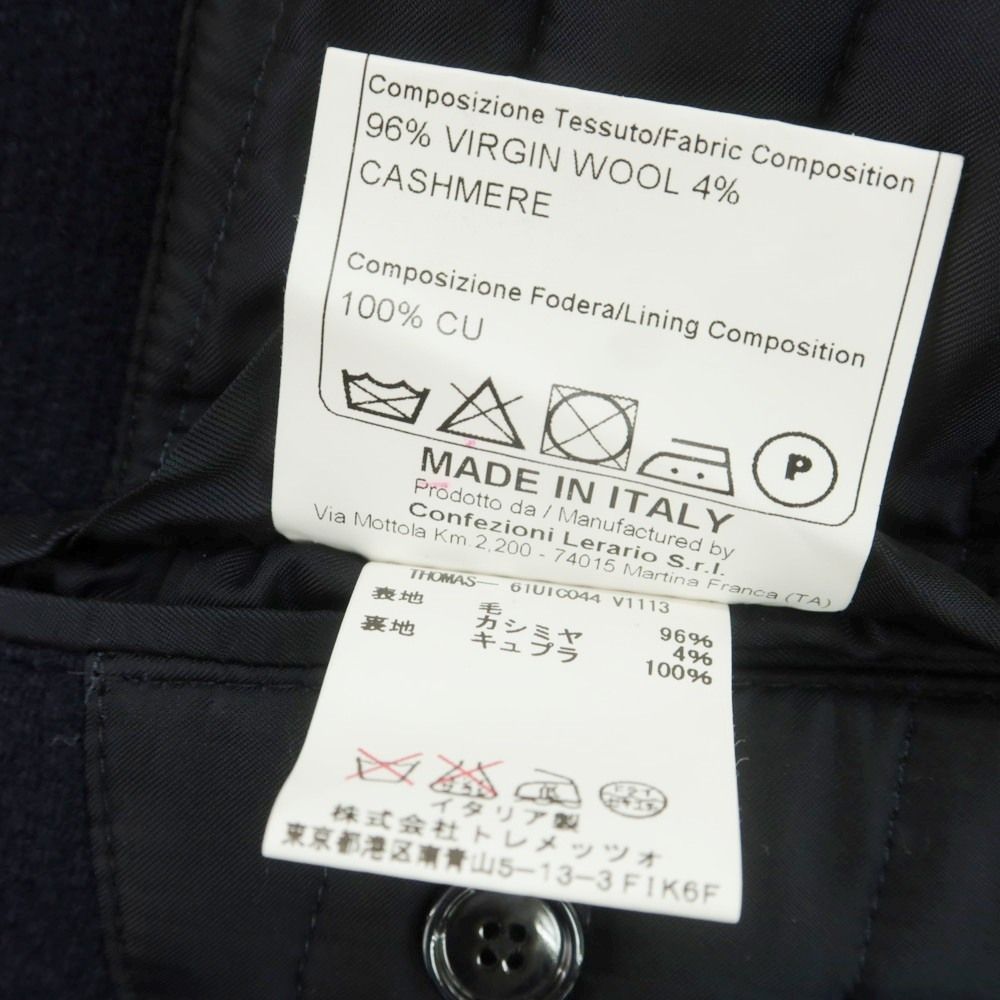 Composizione Tessuto/Fabric Composition
96% VIRGIN WOOL 4%
CASHMERE
Composizione Fodera/Lining Composition
100% CU
P
MADE IN ITALY
Prodotto da / Manufactured by
Confezioni Lerario S.r.l.
Via Mottola Km 2,200 - 74015 Martina Franca (TA)
THOMAS— 61UTC044 V1113
表地 毛 96%
カシミヤ 4%
裏地 キュプラ 100%
イタリア製
株式会社トレメッツォ
東京都港区南青山5-13-3 FIK6F